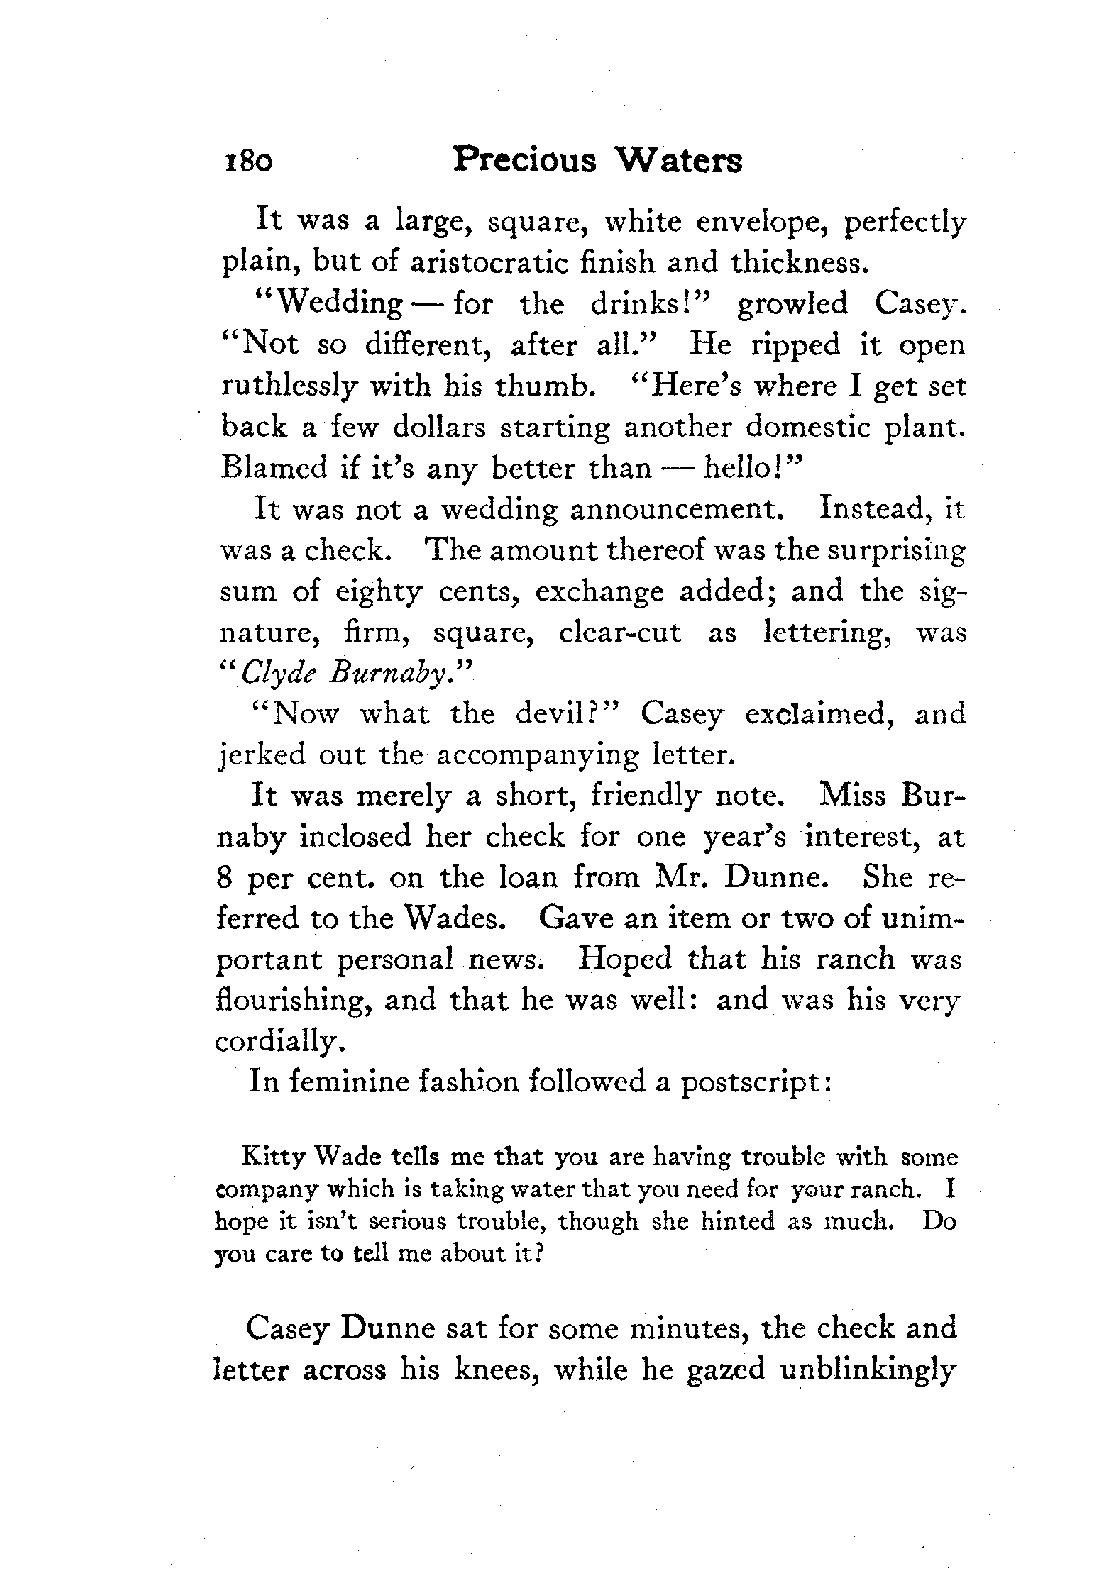 180 Precious Waters
It was a large, square, white envelope, perfectly
plain, but of aristocratic finish and thickness.
"Wedding — for the drinks!" growled Casey.
"Not so different, after all." He ripped it open
ruthlessly with his thumb. "Here's where I get set
back a few dollars starting another domestic plant.
Blamed if it's any better than — hello!"
It was not a wedding announcement. Instead, it
was a check. The amount thereof was the surprising
sum of eighty cents, exchange added; and the sig-
nature, firm, square, clear-cut as lettering, was
"Clyde Burnaby."
"Now what the devil?" Casey exclaimed, and
jerked out the accompanying letter.
It was merely a short, friendly note. Miss Bur-
naby inclosed her check for one year's interest, at
8 per cent. on the loan from Mr. Dunne. She re-
ferred to the Wades. Gave an item or two of unim-
portant personal news. Hoped that his ranch was
flourishing, and that he was well: and was his very
cordially.
In feminine fashion followed a postscript:
Kitty Wade tells me that you are having trouble with some
company which is taking water that you need for your ranch. I
hope it isn't serious trouble, though she hinted as much. Do
you care to tell me about it?
Casey Dunne sat for some minutes, the check and
letter across his knees, while he gazed unblinkingly